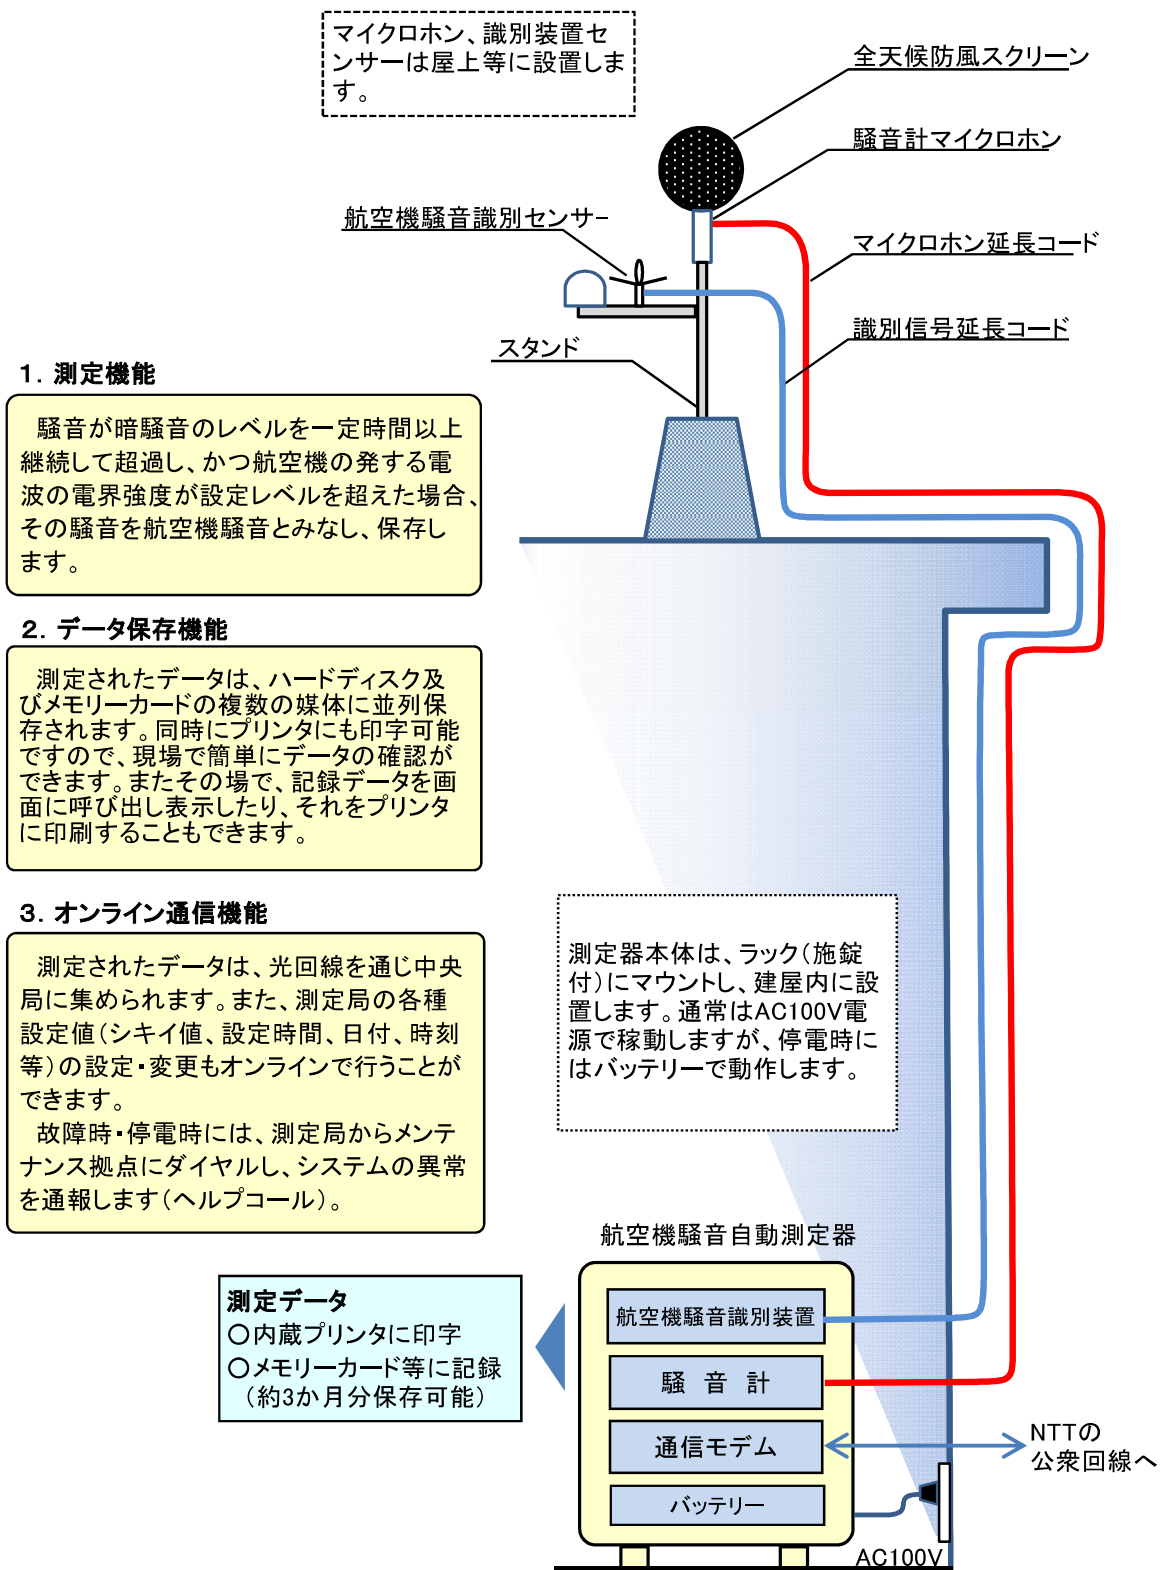 マイクロホン、識別装置セ
ンサーは屋上等に設置しま
す。
全天候防風スクリーン
騒音計マイクロホン
航空機騒音識別センサー
マイクロホン延長コード
識別信号延長コード
スタンド
1．測定機能
騒音が暗騒音のレベルを一定時間以上
継続して超過し、かつ航空機の発する電
波の電界強度が設定レベルを超えた場合、
その騒音を航空機騒音とみなし、保存し
ます。
2．データ保存機能
測定されたデータは、ハードディスク及
びメモリーカードの複数の媒体に並列保
存されます。同時にプリンタにも印字可能
ですので、現場で簡単にデータの確認が
できます。またその場で、記録データを画
面に呼び出し表示したり、それをプリンタ
に印刷することもできます。
3．オンライン通信機能
測定されたデータは、光回線を通じ中央
局に集められます。また、測定局の各種
設定値（シキイ値、設定時間、日付、時刻
等）の設定・変更もオンラインで行うことが
できます。
故障時・停電時には、測定局からメンテ
ナンス拠点にダイヤルし、システムの異常
を通報します（ヘルプコール）。
測定器本体は、ラック（施錠
付）にマウントし、建屋内に設
置します。通常はAC100V電
源で稼動しますが、停電時に
はバッテリーで動作します。
航空機騒音自動測定器
測定データ
○内蔵プリンタに印字
○メモリーカード等に記録
（約3か月分保存可能）
航空機騒音識別装置
騒 音 計
通信モデム
バッテリー
NTTの
公衆回線へ
AC100V